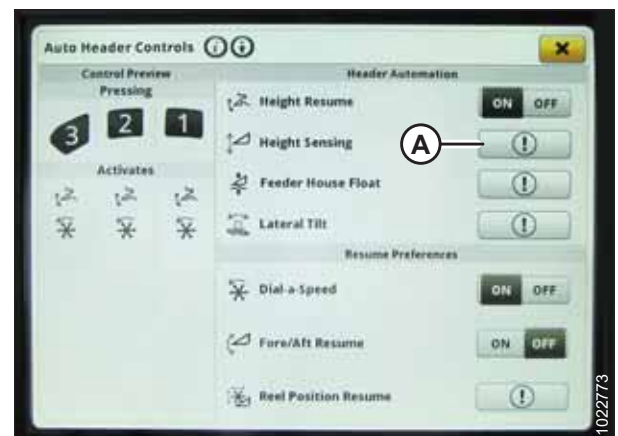 Auto Header Controls
Control Preview
Pressing
3 2 1
Activates
Header Automation
Height Resume ON OFF
Height Sensing A
Feeder House Float
Lateral Tilt
Resume Preferences
Dial-a-Speed ON OFF
Fore/Aft Resume ON OFF
Reel Position Resume
1022773